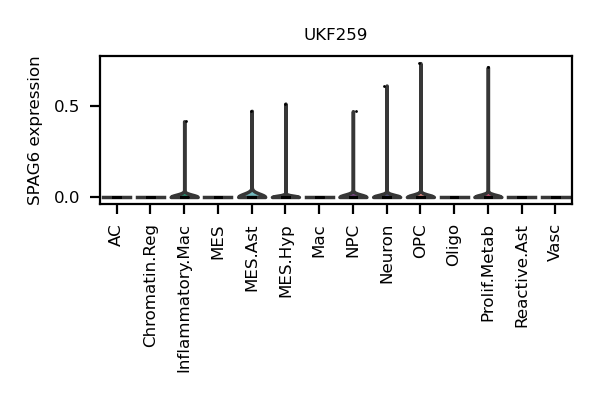 UKF259
SPAG6 expression
0.5
0.0
AC
Chromatin.Reg
Inflammatory.Mac
MES
MES.Ast
MES.Hyp
Mac
NPC
Neuron
OPC
Oligo
Prolif.Metab
Reactive.Ast
Vasc